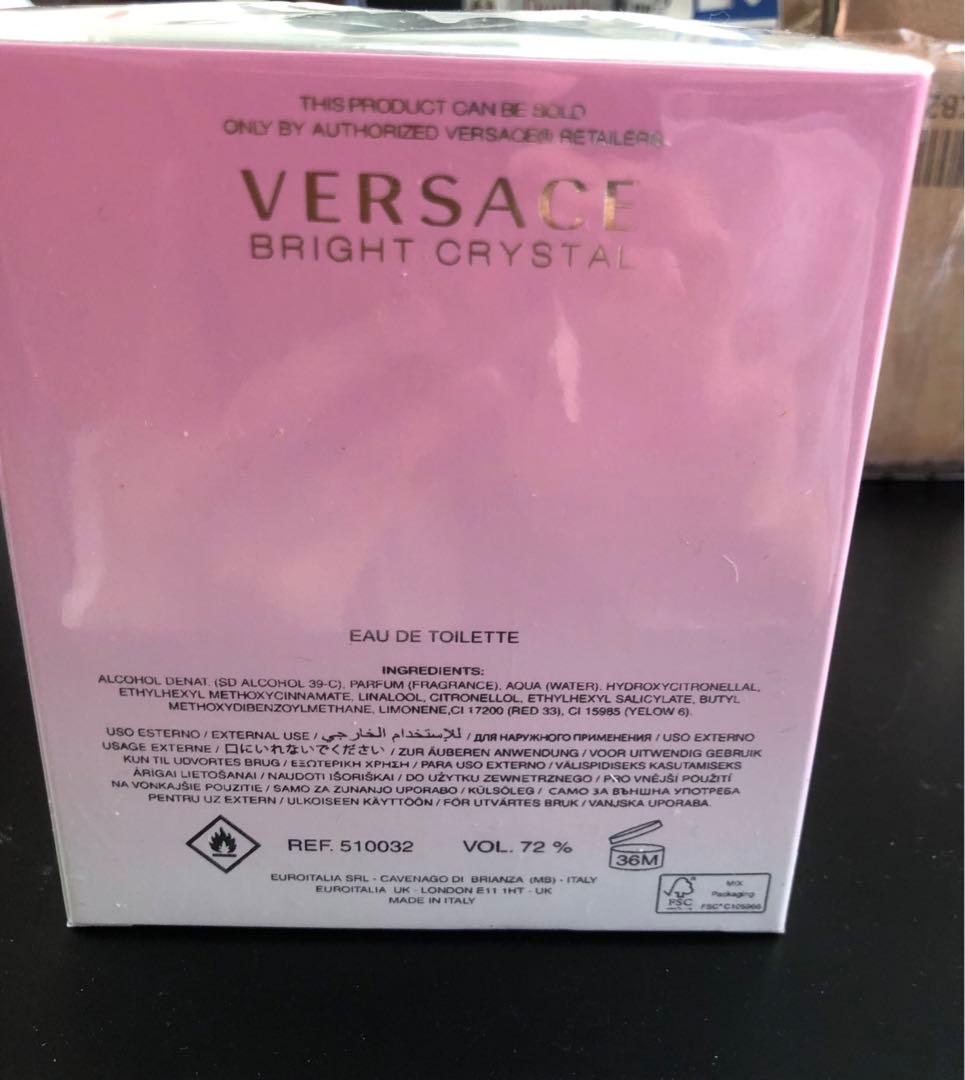 THIS PRODUCT CAN BE SOLD
ONLY BY AUTHORIZED VERSACE® RETAILERS
VERSACE
BRIGHT CRYSTAL
EAU DE TOILETTE
INGREDIENTS:
ALCOHOL DENAT. (SD ALCOHOL 39-C), PARFUM (FRAGRANCE), AQUA (WATER), HYDROXYCITRONELLAL,
ETHYLHEXYL METHOXYCINNAMATE, LINALOOL, CITRONELLOL, ETHYLHEXYL SALICYLATE, BUTYL
METHOXYDIBENZOYLMETHANE, LIMONENE,CI 17200 (RED 33), CI 15985 (YELOW 6).
USO ESTERNO / EXTERNAL USE / للإستخدام الخارجي / ДЛЯ НАРУЖНОГО ПРИМЕНЕНИЯ / USO EXTERNO
USAGE EXTERNE / 口にいれないでください / ZUR ÄUBEREN ANWENDUNG / VOOR UITWENDIG GEBRUIK
KUN TIL UDVORTES BRUG / ΕΞΩΤΕΡΙΚΗ ΧΡΗΣΗ / PARA USO EXTERNO / VÄLISPIDISEKS KASUTAMISEKS
ĀRIGAI LIETOŠANAI / NAUDOTI IŠORIŠKAI / DO UŻYTKU ZEWNETRZNEGO / PRO VNĚJŠÍ POUŽITÍ
NA VONKAJŠIE POUZITIE / SAMO ZA ZUNANJO UPORABO / KÜLSÖLEG / САМО ЗА ВЪНШНА УПОТРЕБА
PENTRU UZ EXTERN / ULKOISEEN KÄYTTÖÖN / FÖR UTVÄRTES BRUK / VANJSKA UPORABA.
REF. 510032 VOL. 72 % 36M
EUROITALIA SRL - CAVENAGO DI BRIANZA (MB) - ITALY
EUROITALIA UK - LONDON E11 1HT - UK
MADE IN ITALY
FSC
MIX
Packaging